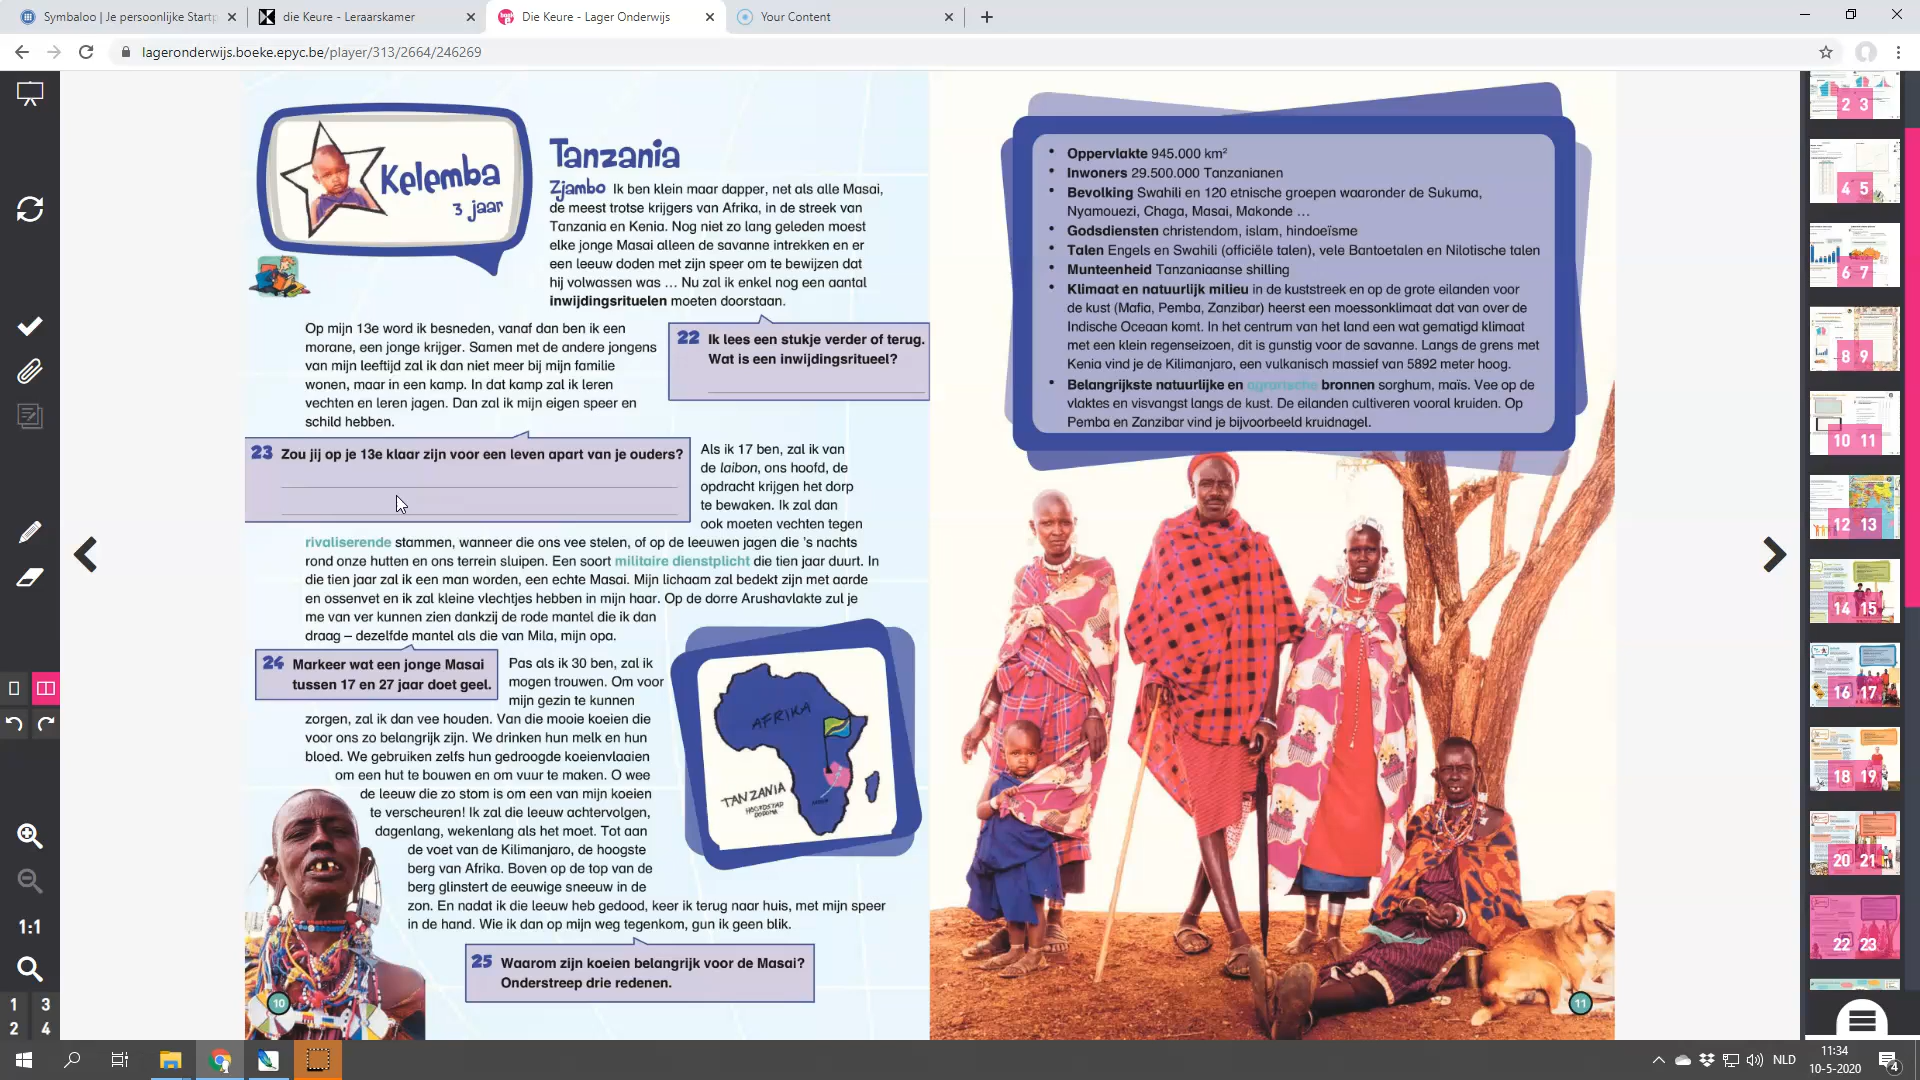 Symbaloo | Je persoonlijke Startp
die Keure - Leraarskamer
Die Keure - Lager Onderwijs
Your Content
lageronderwijs.boeke.epyc.be/player/313/2664/246269
Kelemba
3 jaar
Tanzania
Zjambo Ik ben klein maar dapper, net als alle Masai,
de meest trotse krijgers van Afrika, in de streek van
Tanzania en Kenia. Nog niet zo lang geleden moest
elke jonge Masai alleen de savanne intrekken en er
een leeuw doden met zijn speer om te bewijzen dat
hij volwassen was ... Nu zal ik enkel nog een aantal
inwijdingsrituelen moeten doorstaan.
Op mijn 13e word ik besneden, vanaf dan ben ik een
morane, een jonge krijger. Samen met de andere jongens
van mijn leeftijd zal ik dan niet meer bij mijn familie
wonen, maar in een kamp. In dat kamp zal ik leren
vechten en leren jagen. Dan zal ik mijn eigen speer en
schild hebben.
22 Ik lees een stukje verder of terug.
Wat is een inwijdingsritueel?
23 Zou jij op je 13e klaar zijn voor een leven apart van je ouders?
Als ik 17 ben, zal ik van
de laibon, ons hoofd, de
opdracht krijgen het dorp
te bewaken. Ik zal dan
ook moeten vechten tegen
rivaliserende stammen, wanneer die ons vee stelen, of op de leeuwen jagen die 's nachts
rond onze hutten en ons terrein sluipen. Een soort militaire dienstplicht die tien jaar duurt. In
die tien jaar zal ik een man worden, een echte Masai. Mijn lichaam zal bedekt zijn met aarde
en ossenvet en ik zal kleine vlechtjes hebben in mijn haar. Op de dorre Arushavlakte zul je
me van ver kunnen zien dankzij de rode mantel die ik dan
draag – dezelfde mantel als die van Mila, mijn opa.
24 Markeer wat een jonge Masai
tussen 17 en 27 jaar doet geel.
Pas als ik 30 ben, zal ik
mogen trouwen. Om voor
mijn gezin te kunnen
zorgen, zal ik dan vee houden. Van die mooie koeien die
voor ons zo belangrijk zijn. We drinken hun melk en hun
bloed. We gebruiken zelfs hun gedroogde koeienvlaaien
om een hut te bouwen en om vuur te maken. O wee
de leeuw die zo stom is om een van mijn koeien
te verscheuren! Ik zal die leeuw achtervolgen,
dagenlang, wekenlang als het moet. Tot aan
de voet van de Kilimanjaro, de hoogste
berg van Afrika. Boven op de top van de
berg glinstert de eeuwige sneeuw in de
zon. En nadat ik die leeuw heb gedood, keer ik terug naar huis, met mijn speer
in de hand. Wie ik dan op mijn weg tegenkom, gun ik geen blik.
AFRIKA
TANZANIA
HOOFDSTAD
DODOMA
25 Waarom zijn koeien belangrijk voor de Masai?
Onderstreep drie redenen.
10
• Oppervlakte 945.000 km²
• Inwoners 29.500.000 Tanzanianen
• Bevolking Swahili en 120 etnische groepen waaronder de Sukuma,
Nyamouezi, Chaga, Masai, Makonde ...
• Godsdiensten christendom, islam, hindoeïsme
• Talen Engels en Swahili (officiële talen), vele Bantoetalen en Nilotische talen
• Munteenheid Tanzaniaanse shilling
• Klimaat en natuurlijk milieu in de kuststreek en op de grote eilanden voor
de kust (Mafia, Pemba, Zanzibar) heerst een moessonklimaat dat van over de
Indische Oceaan komt. In het centrum van het land een wat gematigd klimaat
met een klein regenseizoen, dit is gunstig voor de savanne. Langs de grens met
Kenia vind je de Kilimanjaro, een vulkanisch massief van 5892 meter hoog.
• Belangrijkste natuurlijke en agrarische bronnen sorghum, maïs. Vee op de
vlaktes en visvangst langs de kust. De eilanden cultiveren vooral kruiden. Op
Pemba en Zanzibar vind je bijvoorbeeld kruidnagel.
11
2 3
4 5
6 7
8 9
10 11
12 13
14 15
16 17
18 19
20 21
22 23
1:1
1 3
2 4
NLD
11:34
10-5-2020
4